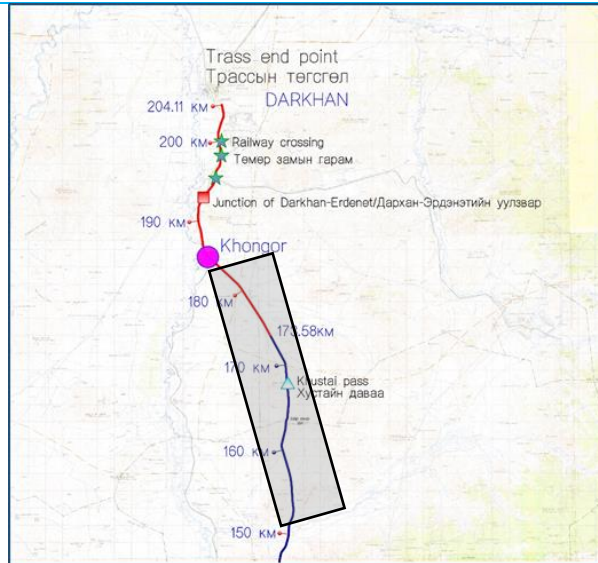 Trass end point
Трассын төгсгөл
DARKHAN
204.11 КМ
200 КМ
Railway crossing
Төмөр замын гарам
Junction of Darkhan-Erdenet/Дархан-Эрдэнэтийн уулзвар
190 КМ
Khongor
180 КМ
173.58КМ
170 КМ
Khustai pass
Хустайн даваа
160 КМ
150 КМ